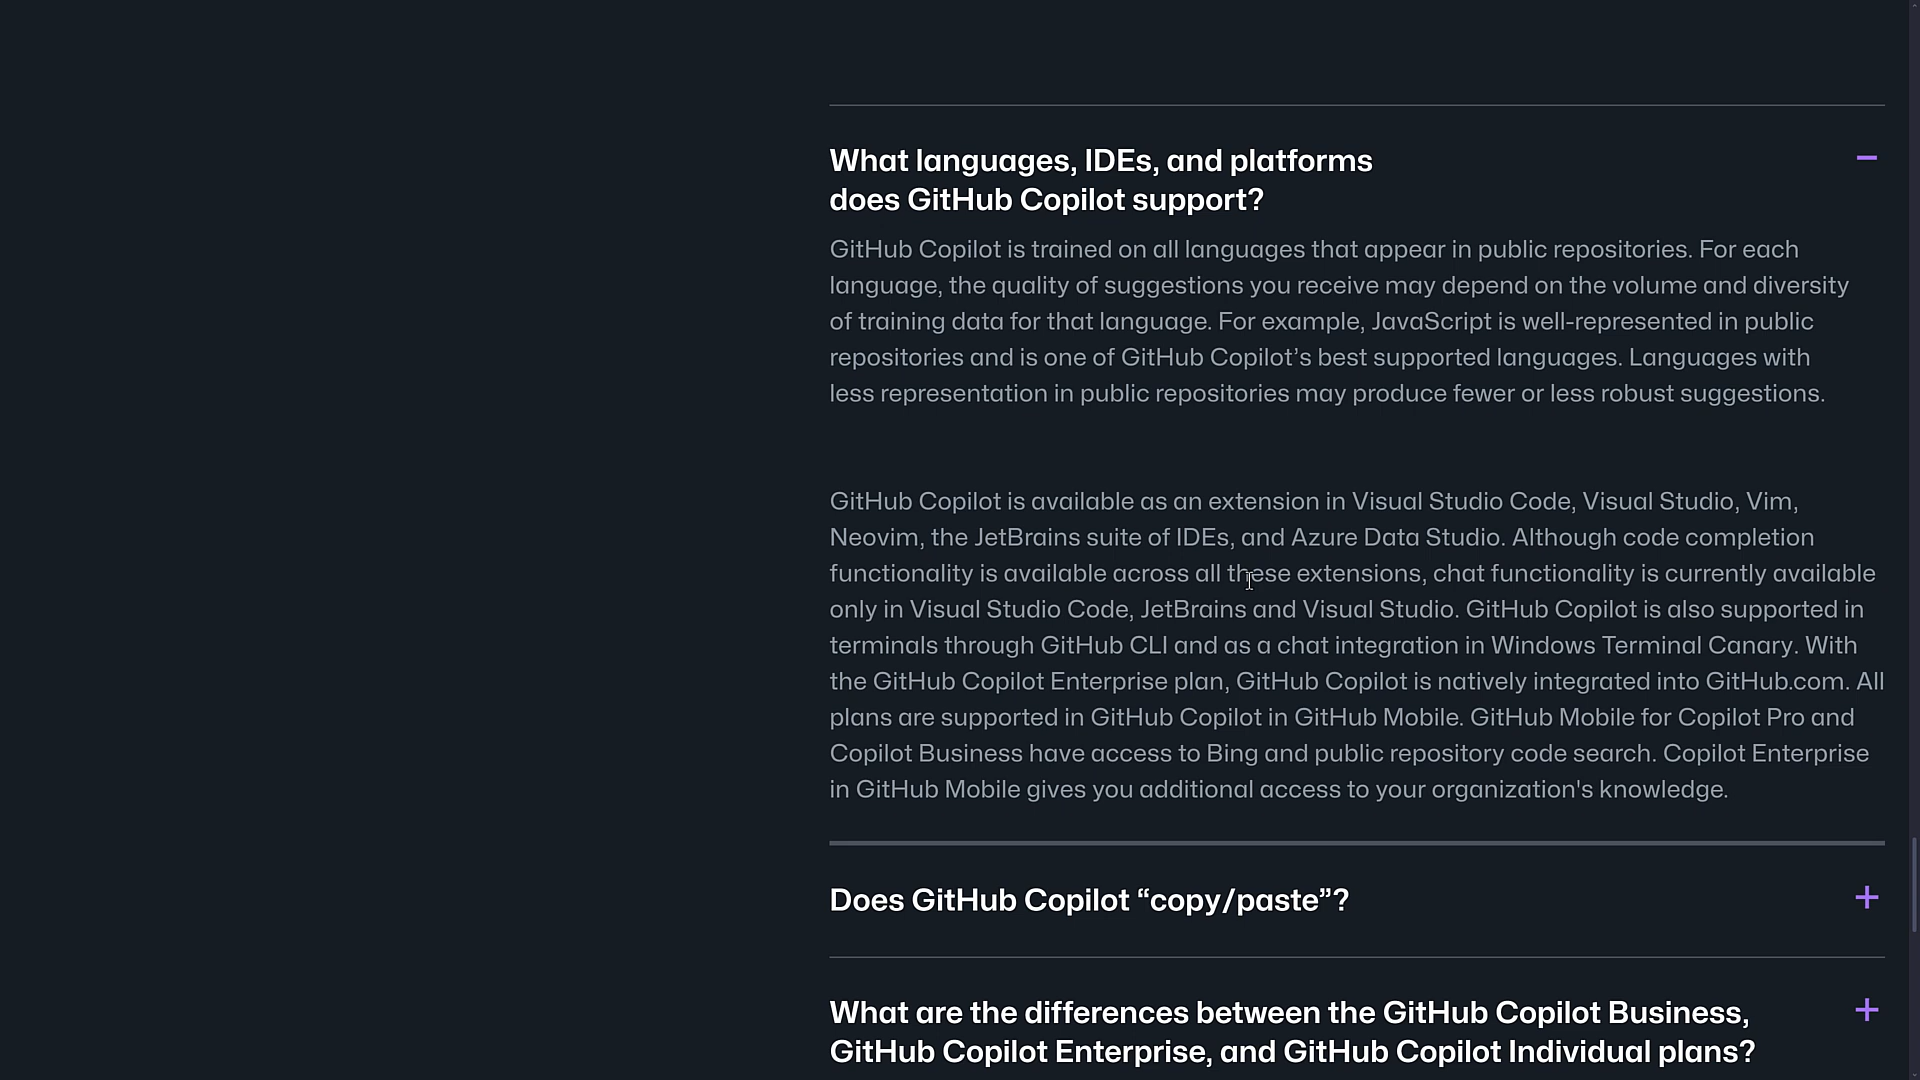 What languages, IDEs, and platforms
does GitHub Copilot support?
GitHub Copilot is trained on all languages that appear in public repositories. For each
language, the quality of suggestions you receive may depend on the volume and diversity
of training data for that language. For example, JavaScript is well-represented in public
repositories and is one of GitHub Copilot’s best supported languages. Languages with
less representation in public repositories may produce fewer or less robust suggestions.
GitHub Copilot is available as an extension in Visual Studio Code, Visual Studio, Vim,
Neovim, the JetBrains suite of IDEs, and Azure Data Studio. Although code completion
functionality is available across all these extensions, chat functionality is currently available
only in Visual Studio Code, JetBrains and Visual Studio. GitHub Copilot is also supported in
terminals through GitHub CLI and as a chat integration in Windows Terminal Canary. With
the GitHub Copilot Enterprise plan, GitHub Copilot is natively integrated into GitHub.com. All
plans are supported in GitHub Copilot in GitHub Mobile. GitHub Mobile for Copilot Pro and
Copilot Business have access to Bing and public repository code search. Copilot Enterprise
in GitHub Mobile gives you additional access to your organization's knowledge.
Does GitHub Copilot “copy/paste”?
What are the differences between the GitHub Copilot Business,
GitHub Copilot Enterprise, and GitHub Copilot Individual plans?